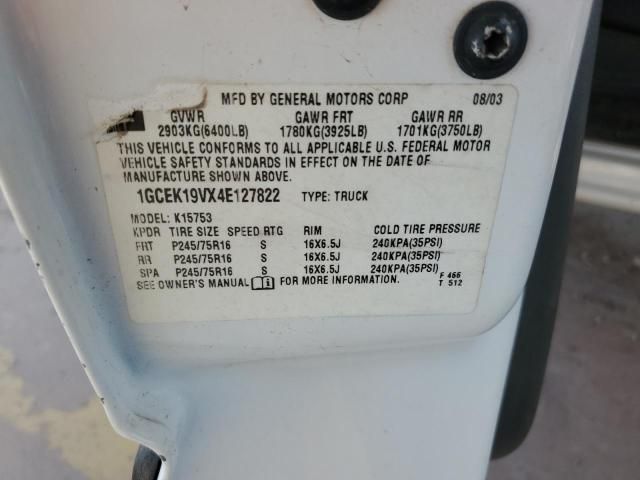 MFD BY GENERAL MOTORS CORP 08/03
GVWR GAWR FRT GAWR RR
2903KG(6400LB) 1780KG(3925LB) 1701KG(3750LB)
THIS VEHICLE CONFORMS TO ALL APPLICABLE U.S. FEDERAL MOTOR
VEHICLE SAFETY STANDARDS IN EFFECT ON THE DATE OF
MANUFACTURE SHOWN ABOVE.
1GCEK19VX4E127822 TYPE: TRUCK
MODEL: K15753
KPDR TIRE SIZE SPEED RTG RIM COLD TIRE PRESSURE
FRT P245/75R16 S 16X6.5J 240KPA(35PSI)
RR P245/75R16 S 16X6.5J 240KPA(35PSI)
SPA P245/75R16 S 16X6.5J 240KPA(35PSI)
SEE OWNER'S MANUAL FOR MORE INFORMATION. F 466
T 512